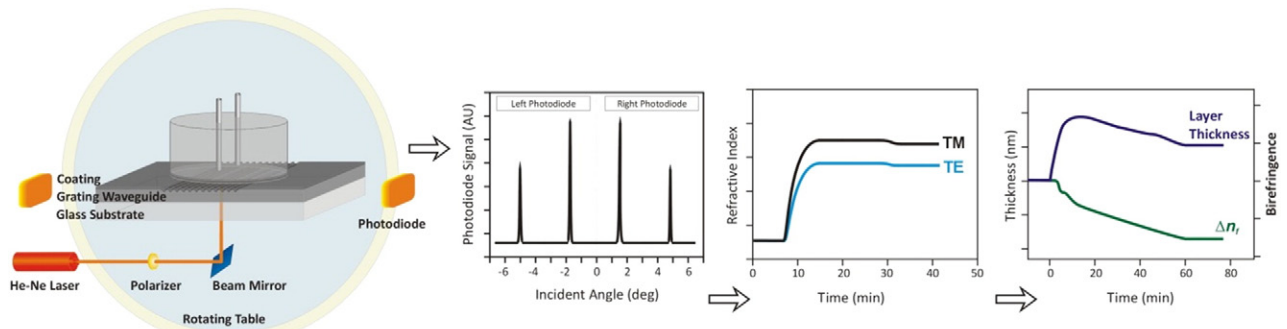 Coating
Grating Waveguide
Glass Substrate
Photodiode
He-Ne Laser
Polarizer
Beam Mirror
Rotating Table
Photodiode Signal (AU)
Left Photodiode
Right Photodiode
-6 -4 -2 0 2 4 6
Incident Angle (deg)
Refractive Index
TM
TE
0 10 20 30 40 50
Time (min)
Thickness (nm)
Layer
Thickness
Δnf
Birefringence
0 20 40 60 80
Time (min)